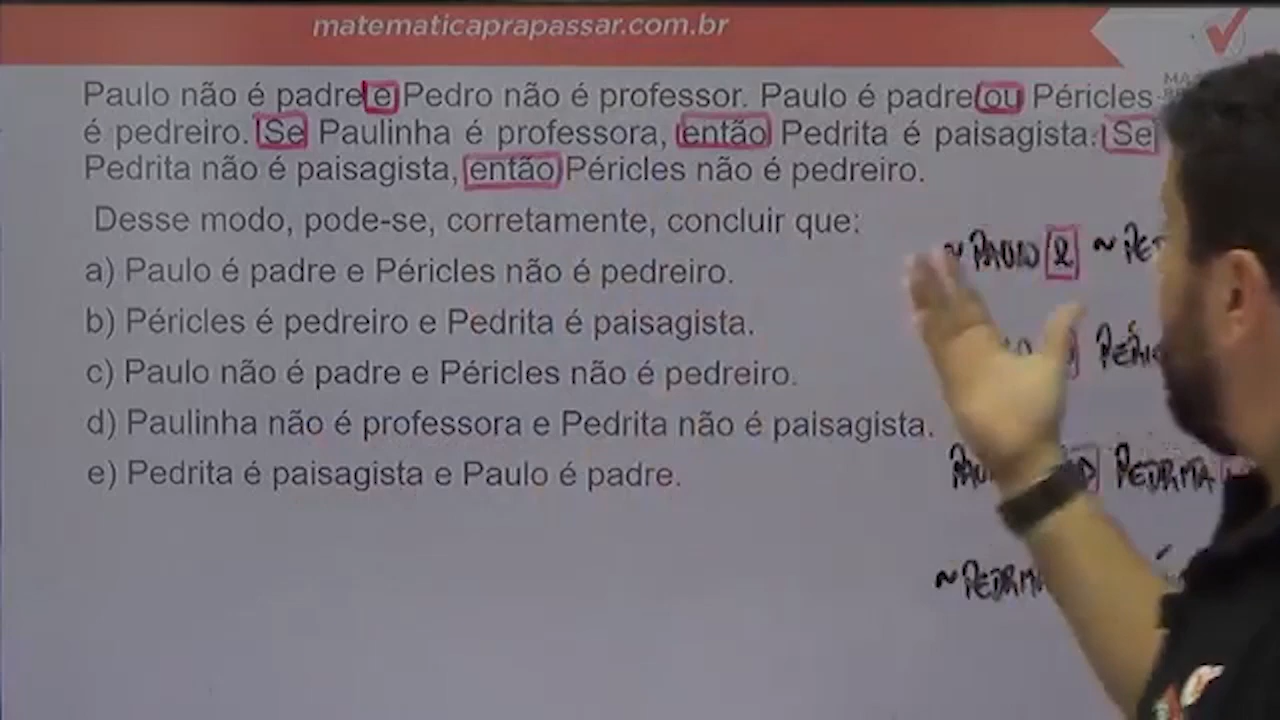 matematicaprapassar.com.br
Paulo não é padre e Pedro não é professor. Paulo é padre ou Péricles
é pedreiro. Se Paulinha é professora, então Pedrita é paisagista. Se
Pedrita não é paisagista, então Péricles não é pedreiro.
Desse modo, pode-se, corretamente, concluir que:
a) Paulo é padre e Péricles não é pedreiro.
b) Péricles é pedreiro e Pedrita é paisagista.
c) Paulo não é padre e Péricles não é pedreiro.
d) Paulinha não é professora e Pedrita não é paisagista.
e) Pedrita é paisagista e Paulo é padre.
~PAULO e
PEDRITA